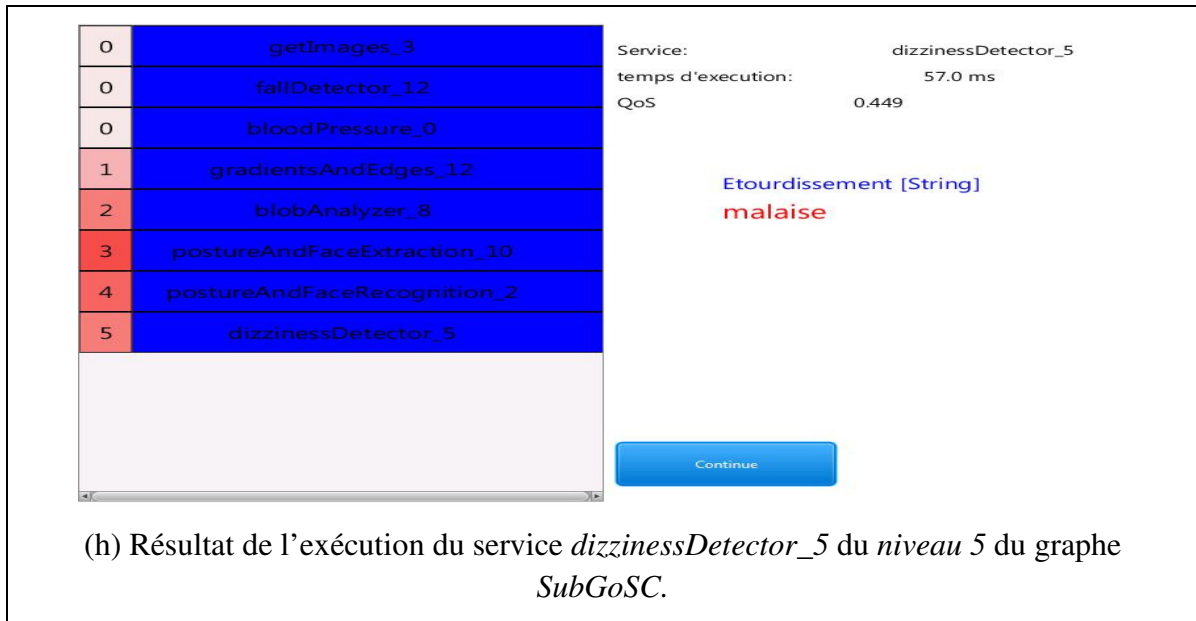 0 getImages_3
0 fallDetector_12
0 bloodPressure_0
1 gradientsAndEdges_12
2 blobAnalyzer_8
3 postureAndFaceExtraction_10
4 postureAndFaceRecognition_2
5 dizzinessDetector_5
Service: dizzinessDetector_5
temps d'execution: 57.0 ms
QoS 0.449
Etourdissement [String]
malaise
Continue
(h) Résultat de l'exécution du service dizzinessDetector_5 du niveau 5 du graphe
SubGoSC.